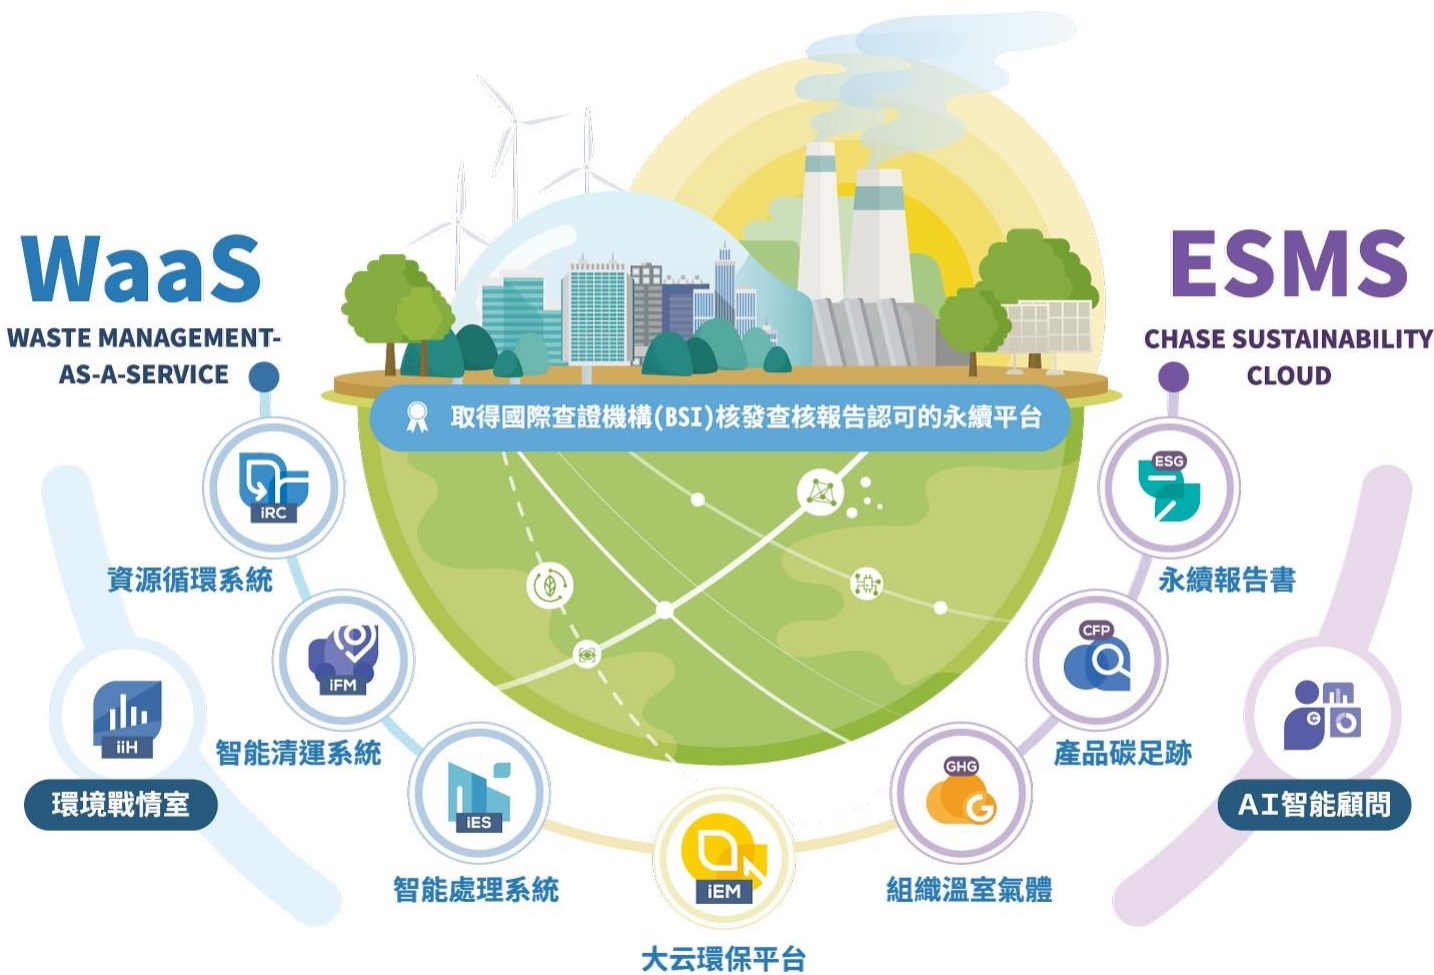 WaaS
WASTE MANAGEMENT-
AS-A-SERVICE
ESMS
CHASE SUSTAINABILITY
CLOUD
取得國際查證機構(BSI)核發查核報告認可的永續平台
iRC
資源循環系統
iFM
智能清運系統
iES
智能處理系統
iiH
環境戰情室
iEM
大云環保平台
ESG
永續報告書
CFP
產品碳足跡
GHG
組織溫室氣體
AI智能顧問